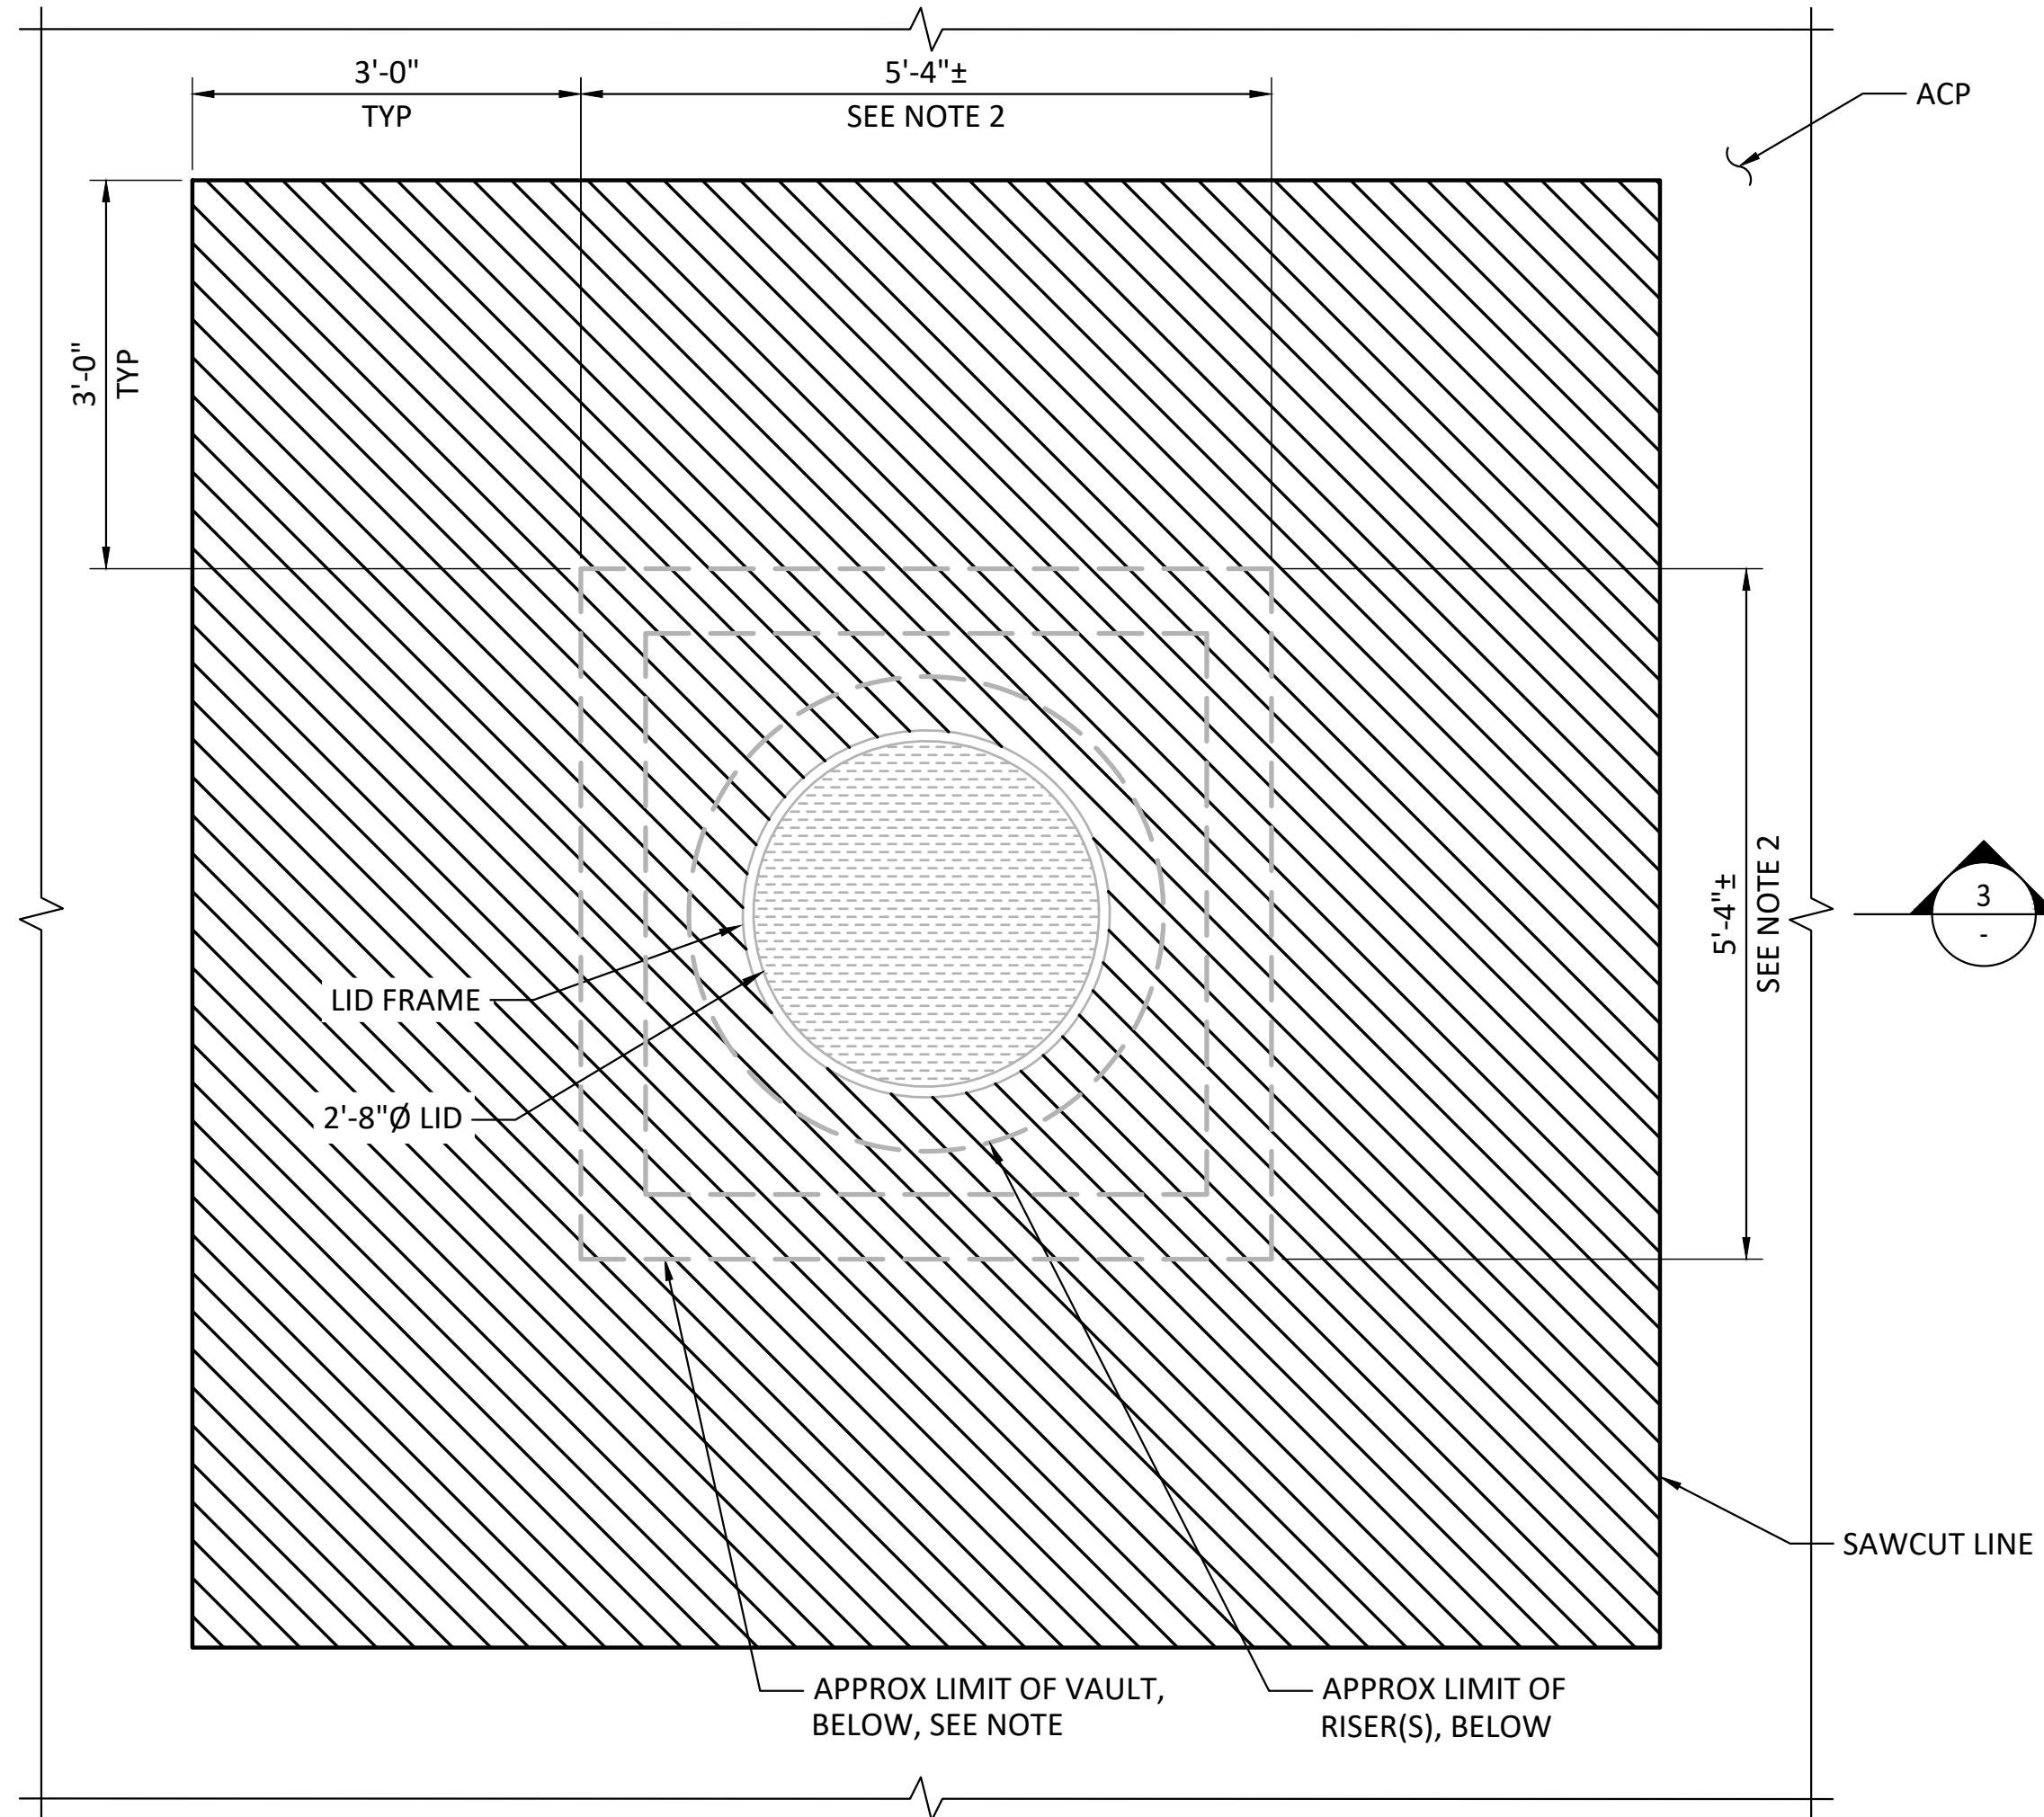 3'-0"
TYP
5'-4"±
SEE NOTE 2
ACP
3'-0"
TYP
5'-4"±
SEE NOTE 2
3
-
LID FRAME
2'-8"Ø LID
SAWCUT LINE
APPROX LIMIT OF VAULT,
BELOW, SEE NOTE
APPROX LIMIT OF
RISER(S), BELOW